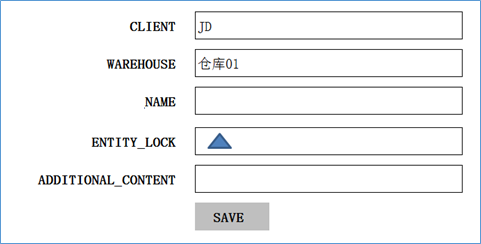 CLIENT JD
WAREHOUSE 仓库01
NAME
ENTITY_LOCK
ADDITIONAL_CONTENT
SAVE